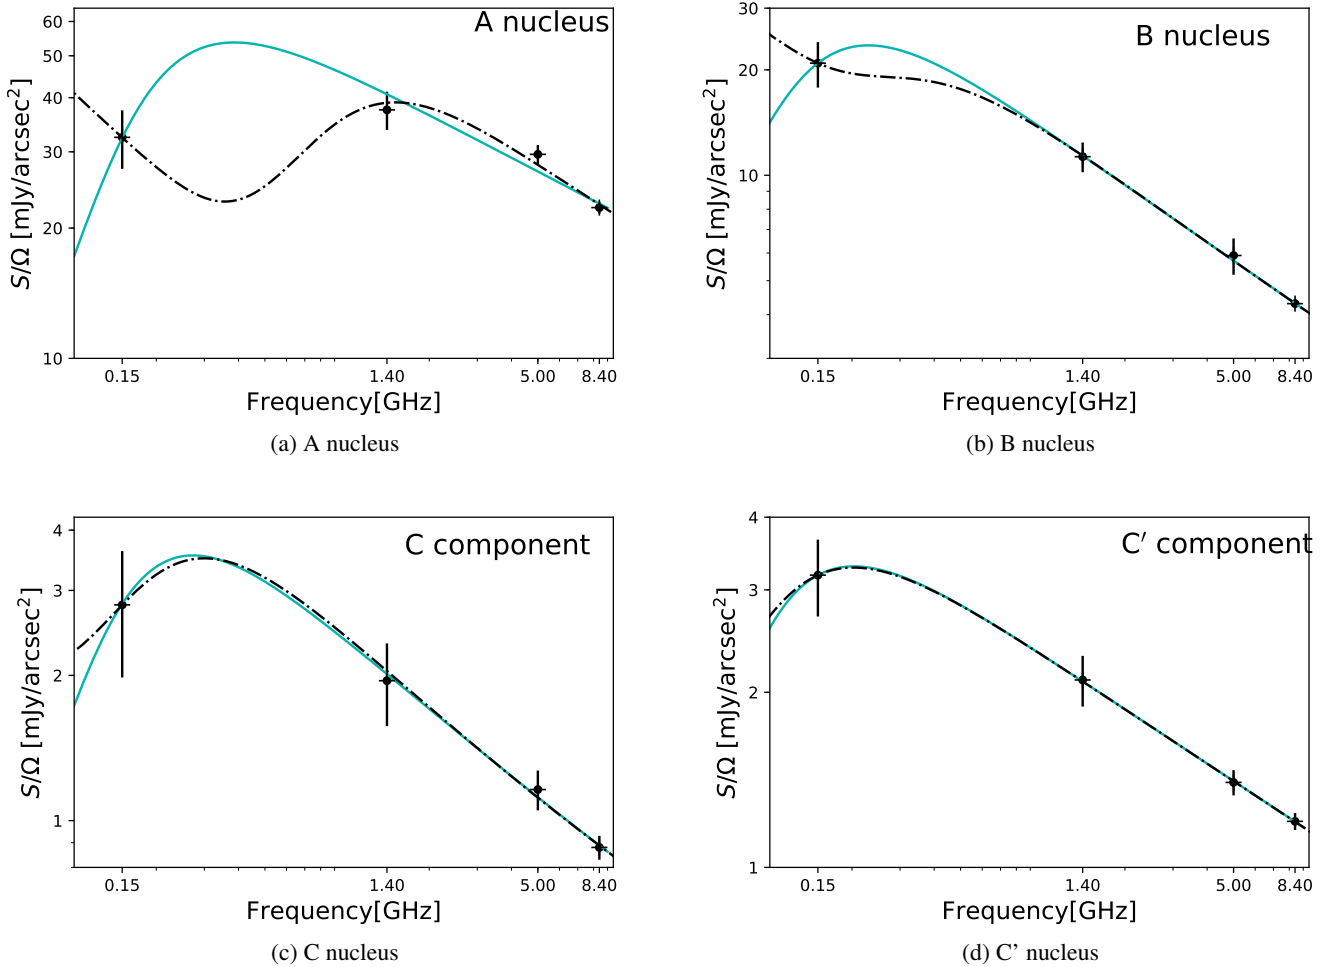 A nucleus
60
50
40
30
20
10
S/Ω [mJy/arcsec²]
0.15 1.40 5.00 8.40
Frequency[GHz]
(a) A nucleus
B nucleus
30
20
10
S/Ω [mJy/arcsec²]
0.15 1.40 5.00 8.40
Frequency[GHz]
(b) B nucleus
C component
4
3
2
1
S/Ω [mJy/arcsec²]
0.15 1.40 5.00 8.40
Frequency[GHz]
(c) C nucleus
C′ component
4
3
2
1
S/Ω [mJy/arcsec²]
0.15 1.40 5.00 8.40
Frequency[GHz]
(d) C’ nucleus